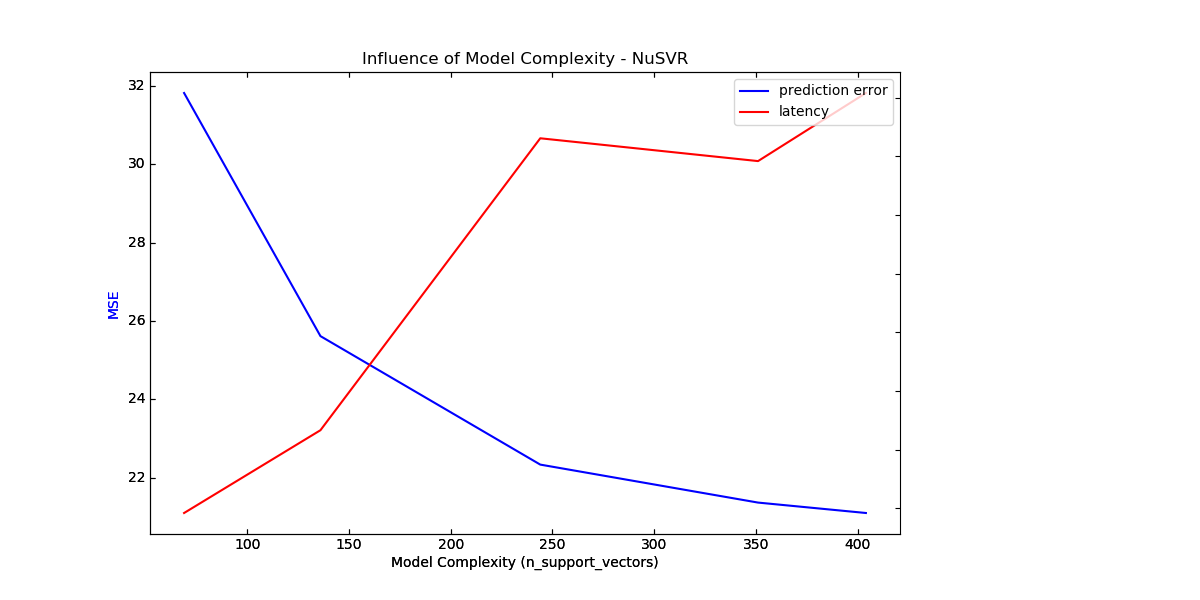 Influence of Model Complexity - NuSVR
prediction error
latency
32
30
28
26
24
22
MSE
100 150 200 250 300 350 400
Model Complexity (n_support_vectors)